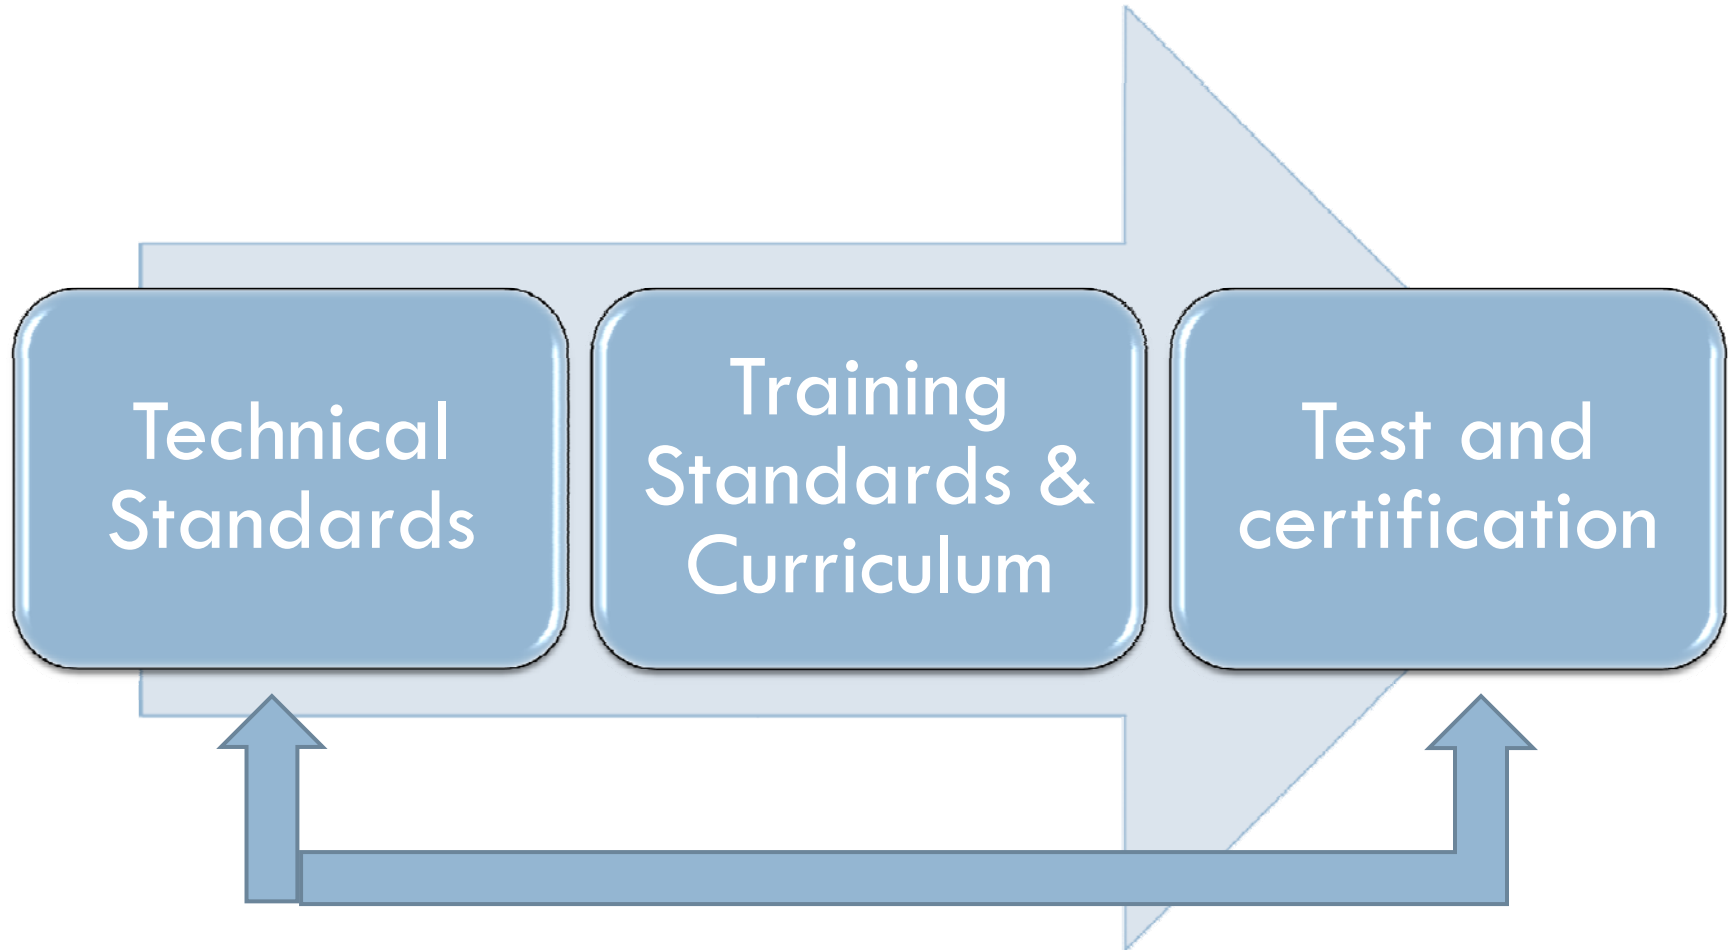 Technical
Standards
Training
Standards &
Curriculum
Test and
certification